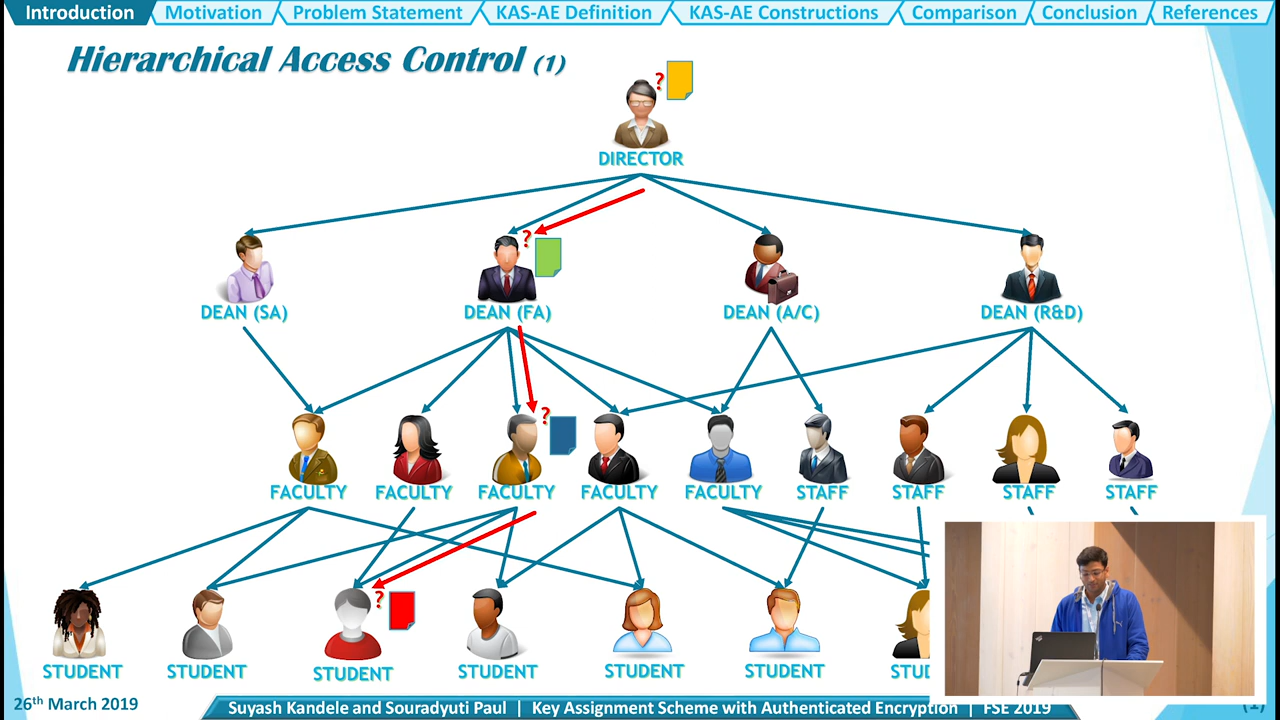 Introduction Motivation Problem Statement KAS-AE Definition KAS-AE Constructions Comparison Conclusion References
Hierarchical Access Control (1)
?
DIRECTOR
?
DEAN (SA) DEAN (FA) DEAN (A/C) DEAN (R&D)
?
FACULTY FACULTY FACULTY FACULTY FACULTY STAFF STAFF STAFF STAFF
?
STUDENT STUDENT STUDENT STUDENT STUDENT STUDENT
26th March 2019 Suyash Kandele and Souradyuti Paul | Key Assignment Scheme with Authenticated Encryption | FSE 2019 (1)